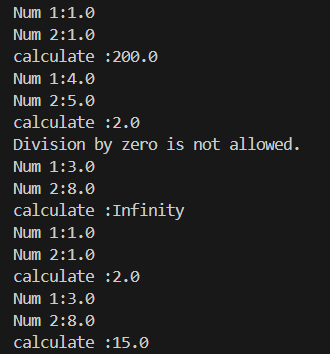 Num 1:1.0
Num 2:1.0
calculate :200.0
Num 1:4.0
Num 2:5.0
calculate :2.0
Division by zero is not allowed.
Num 1:3.0
Num 2:8.0
calculate :Infinity
Num 1:1.0
Num 2:1.0
calculate :2.0
Num 1:3.0
Num 2:8.0
calculate :15.0